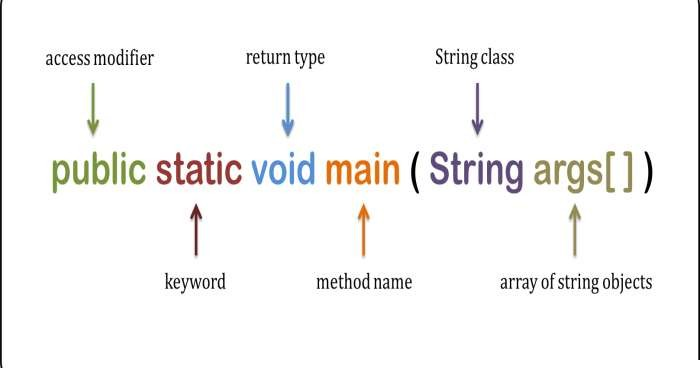 access modifier return type String class
public static void main ( String args[ ] )
keyword method name array of string objects